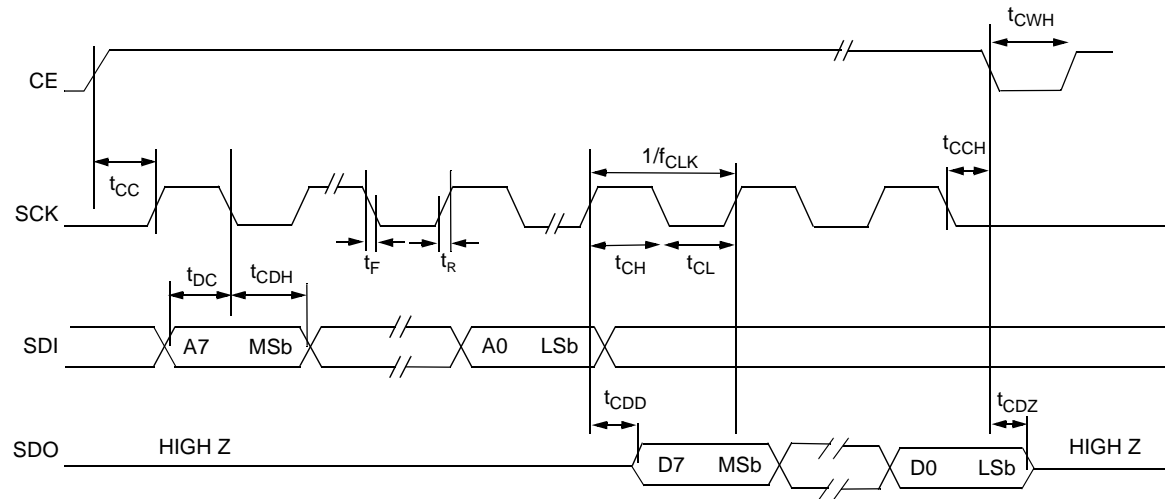 tCWH
CE
tCCH
1/fCLK
tCC
SCK
tF
tR
tCH
tCL
tDC
tCDH
SDI
A7 MSb
A0 LSb
tCDD
tCDZ
SDO
HIGH Z
D7 MSb
D0 LSb
HIGH Z